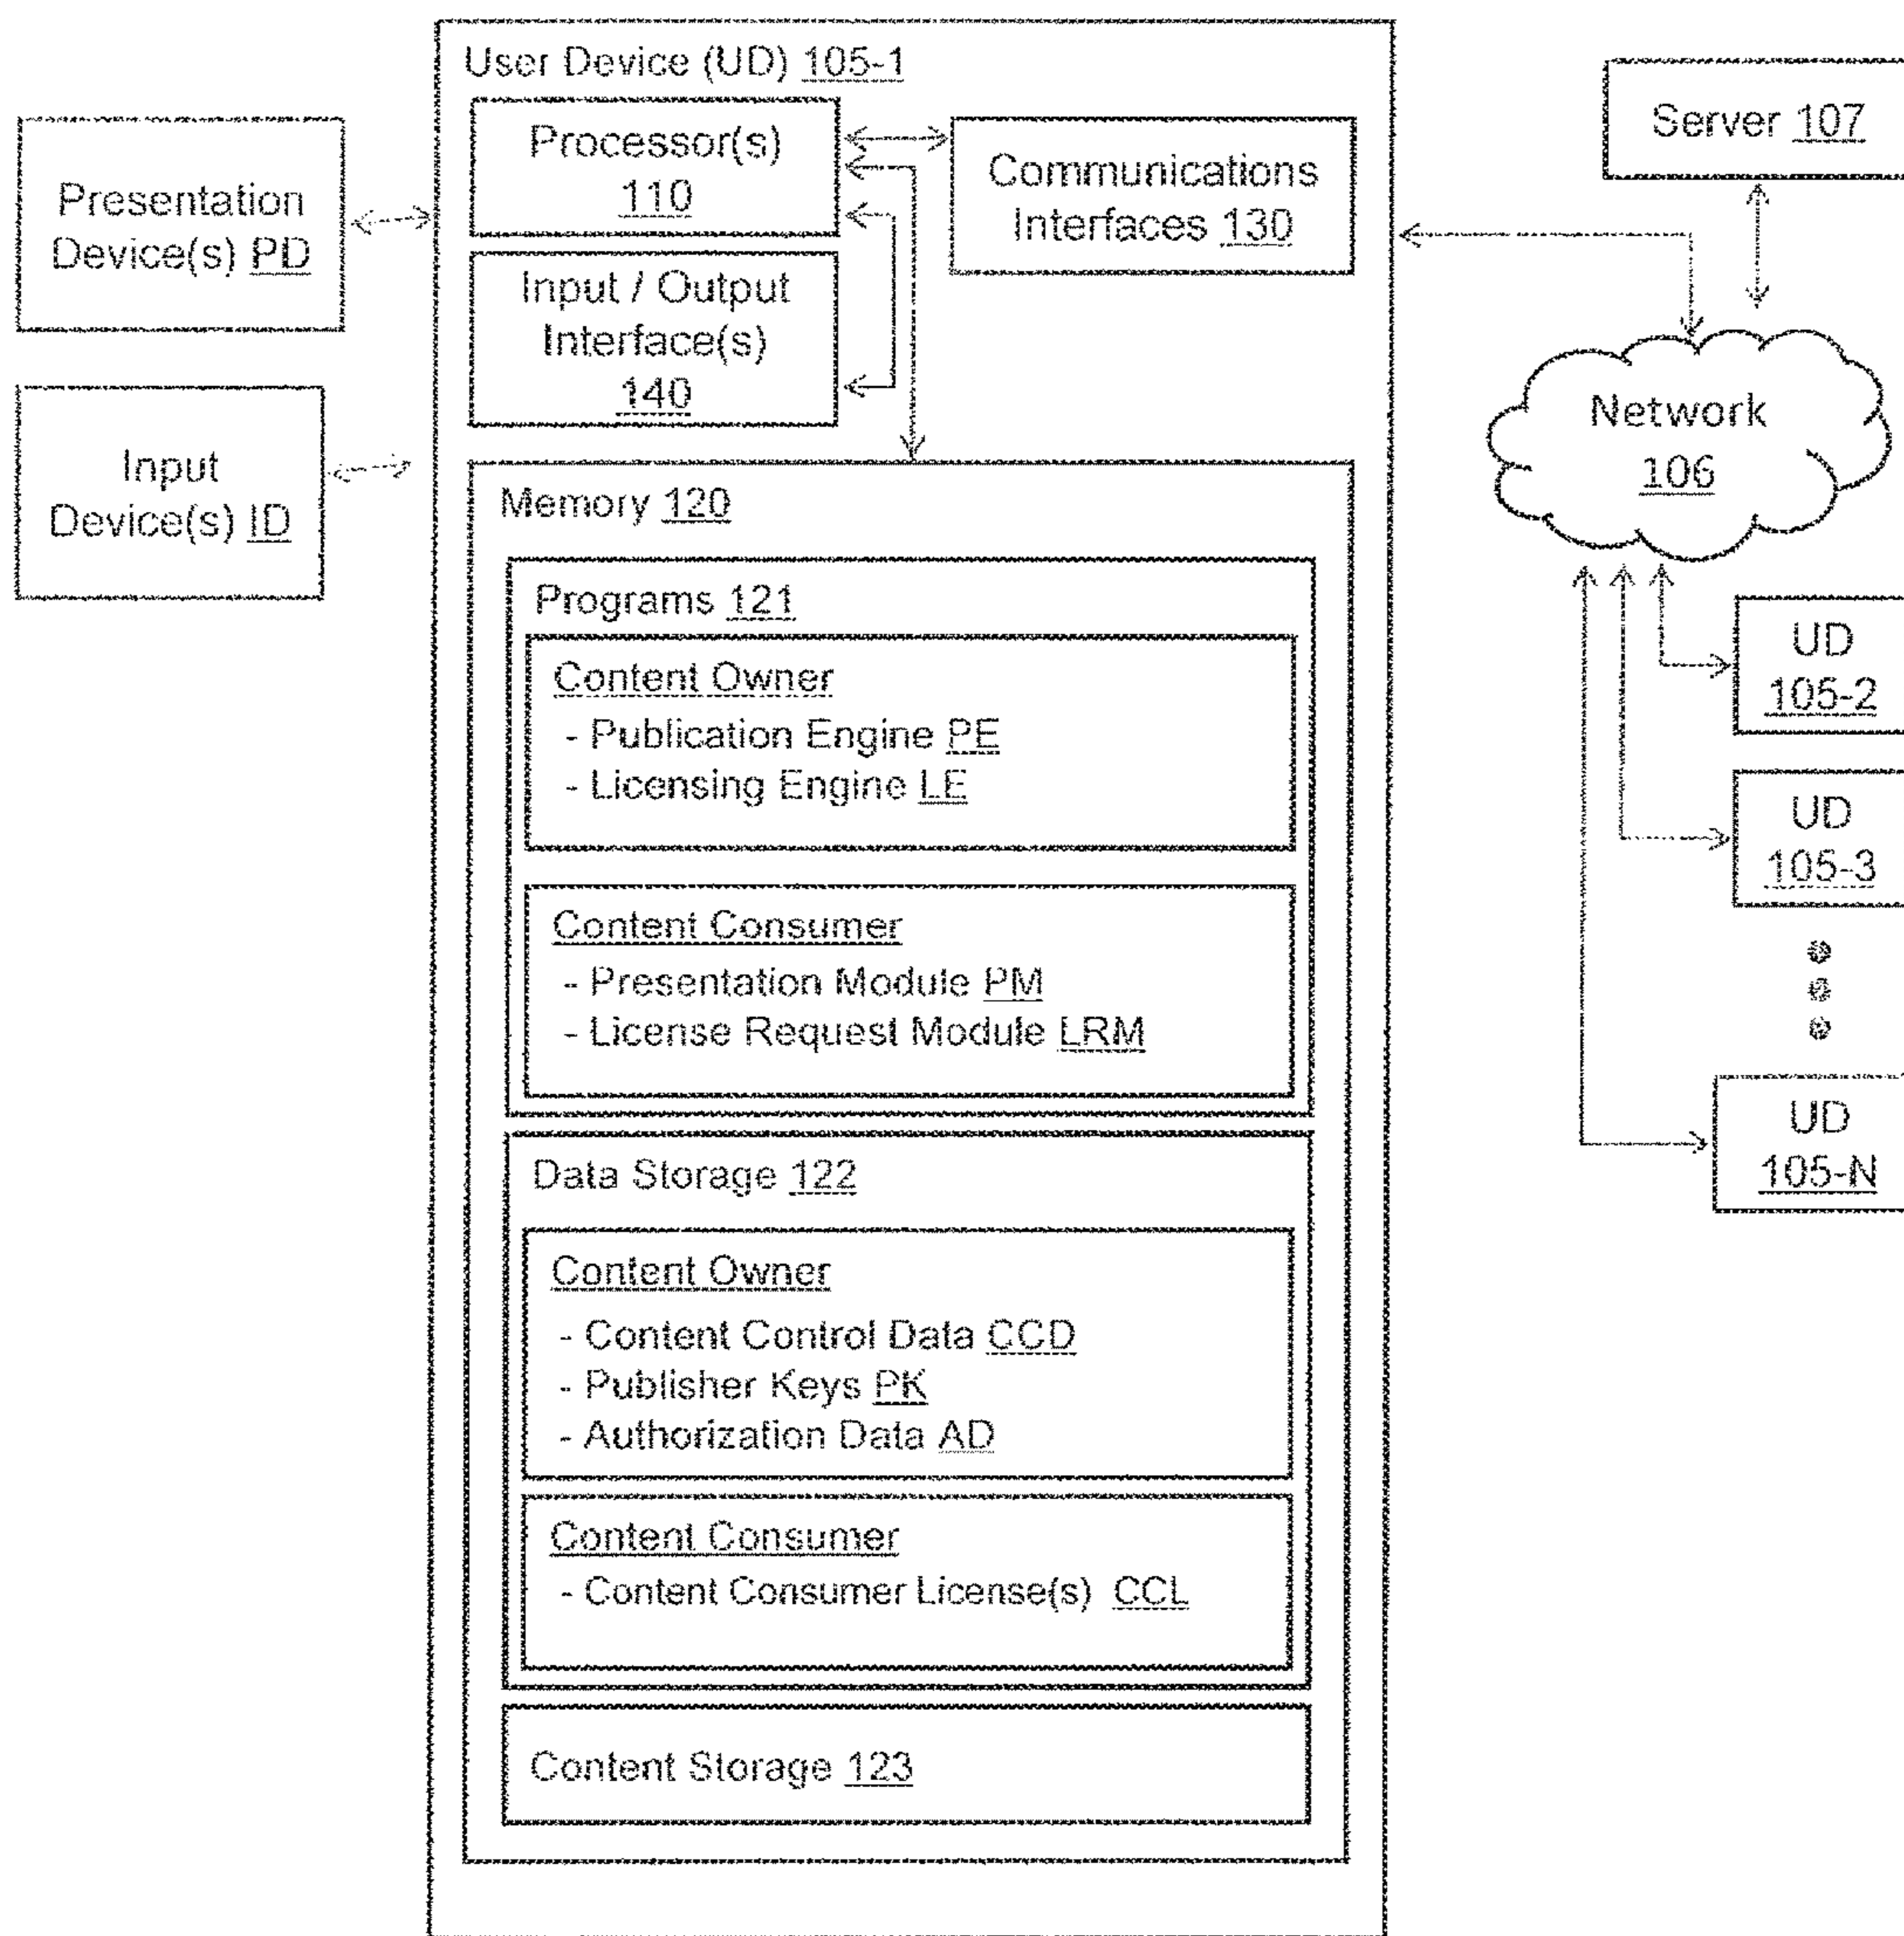 User Device (UD) 105-1
Processor(s)
110
Communications
Interfaces 130
Input / Output
Interface(s)
140
Presentation
Device(s) PD
Input
Device(s) ID
Memory 120
Programs 121
Content Owner
- Publication Engine PE
- Licensing Engine LE
Content Consumer
- Presentation Module PM
- License Request Module LRM
Data Storage 122
Content Owner
- Content Control Data CCD
- Publisher Keys PK
- Authorization Data AD
Content Consumer
- Content Consumer License(s) CCL
Content Storage 123
Server 107
Network
106
UD
105-2
UD
105-3
UD
105-N